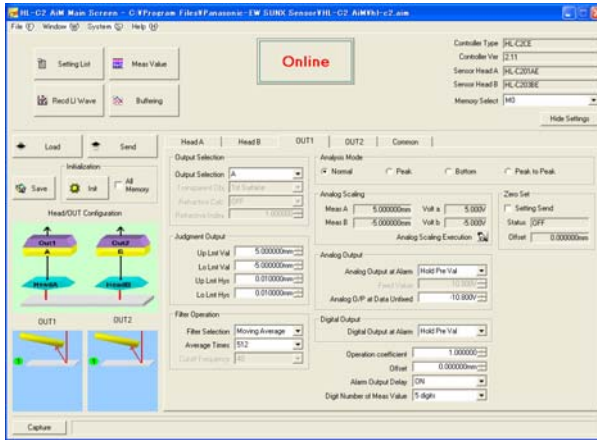 HL-C2 AiM Main Screen - C:¥Program Files¥Panasonic-EW SUNX Sensor¥HL-C2 AiM¥hl-c2.aim
File (F) Window (W) System (S) Help (H)
Setting List
Meas Value
Recd LI Wave
Buffering
Online
Controller Type HL-C2CE
Controller Ver 2.11
Sensor Head A HL-C201AE
Sensor Head B HL-C203BE
Memory Select M0
Hide Settings
Load
Send
Initialization
Save
Init
All Memory
Head/OUT Configuration
Out1
A
HeadA
Out2
B
HeadB
OUT1
OUT2
1
1
Head A
Head B
OUT1
OUT2
Common
Output Selection
Output Selection A
Transparent Obj. 1st Surface
Refractive Calc. OFF
Refractive Index 1.000000
Judgment Output
Up Lmt Val 5.000000mm
Lo Lmt Val -5.000000mm
Up Lmt Hys 0.010000mm
Lo Lmt Hys 0.010000mm
Filter Operation
Filter Selection Moving Average
Average Times 512
Cutoff Frequency 40
Analysis Mode
Normal
Peak
Bottom
Peak to Peak
Analog Scaling
Meas A 5.000000mm Volt a 5.000V
Meas B -5.000000mm Volt b -5.000V
Analog Scaling Execution
Zero Set
Setting Send
Status OFF
Offset 0.000000mm
Analog Output
Analog Output at Alarm Hold Pre Val
Fixed Value 10.800V
Analog O/P at Data Unfixed -10.800V
Digital Output
Digital Output at Alarm Hold Pre Val
Operation coefficient 1.000000
Offset 0.000000mm
Alarm Output Delay ON
Digit Number of Meas Value 5 digits
Capture